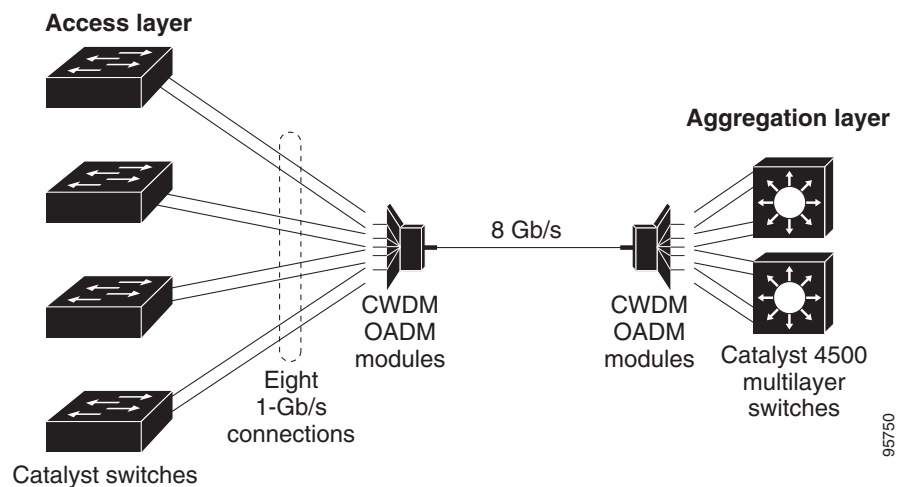 Access layer
Aggregation layer
8 Gb/s
CWDM
OADM
modules
CWDM
OADM
modules
Eight
1-Gb/s
connections
Catalyst 4500
multilayer
switches
Catalyst switches
95750